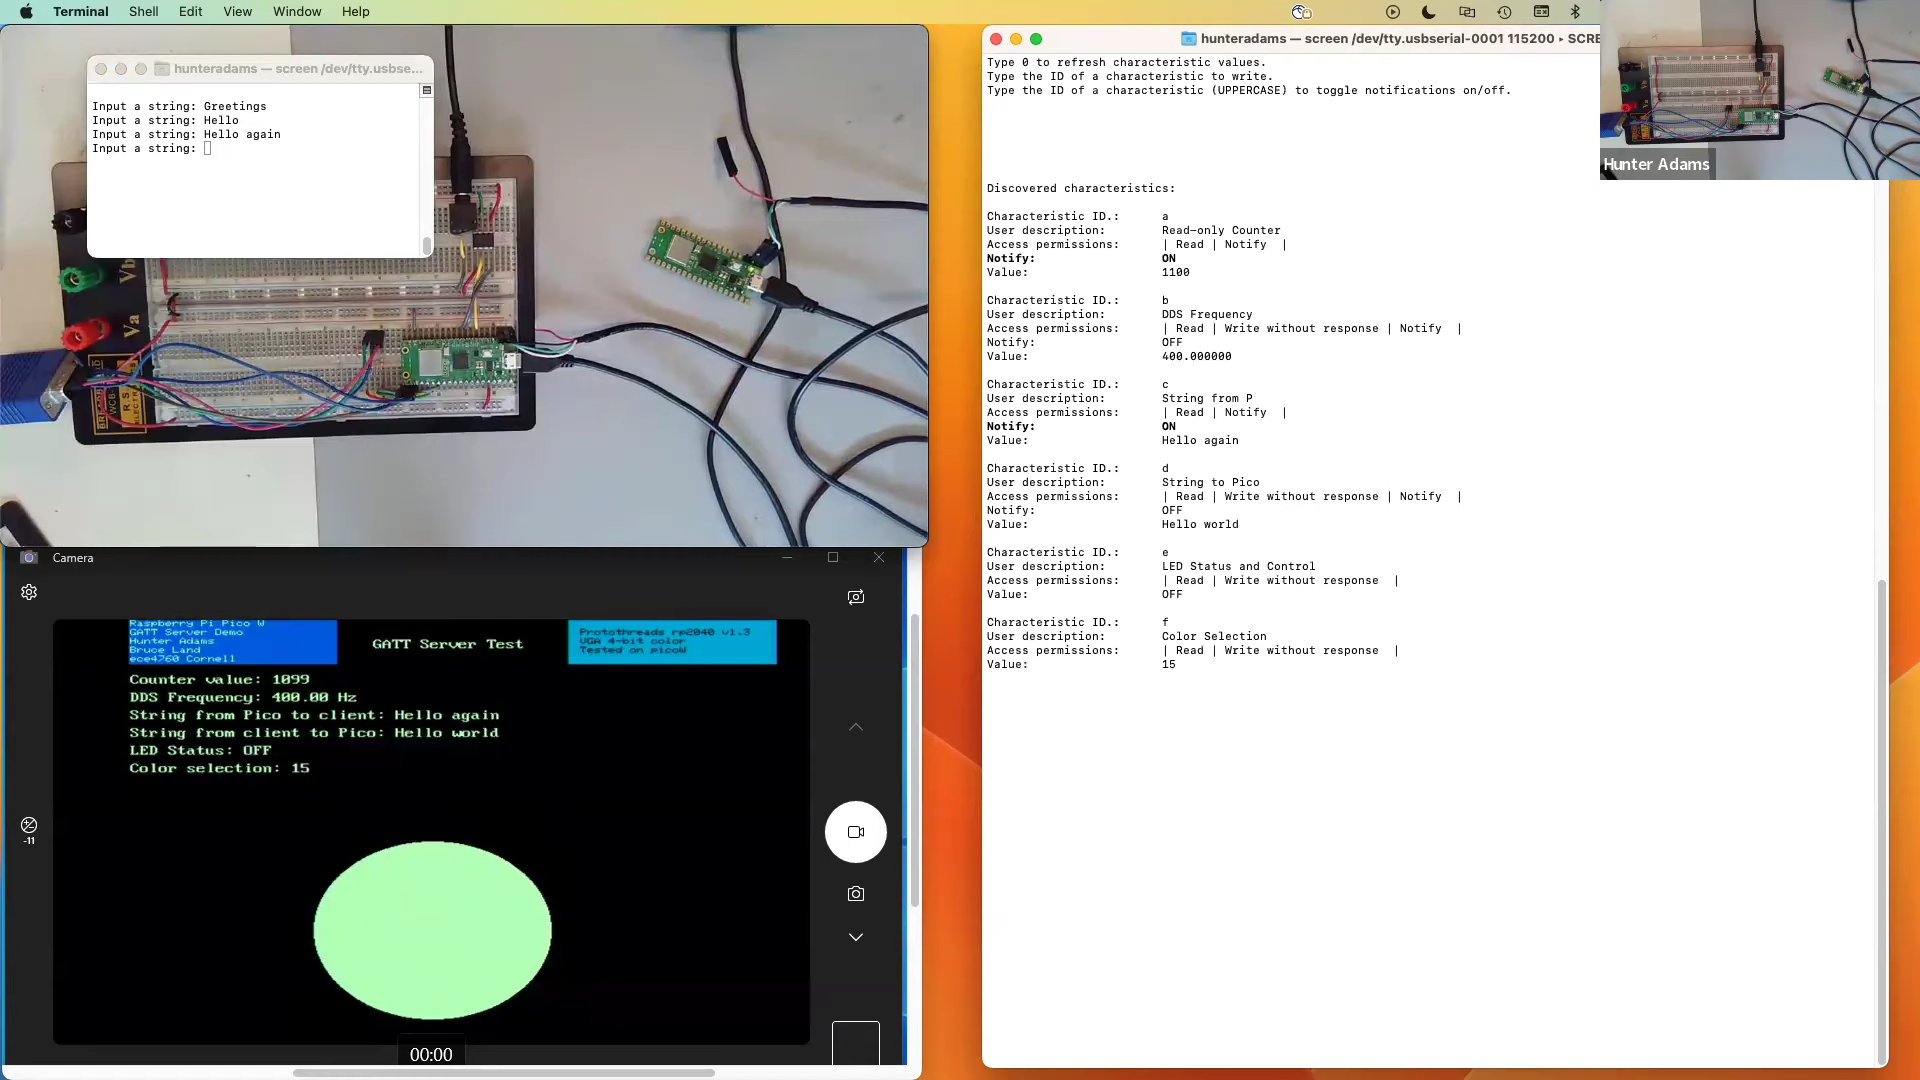 Terminal Shell Edit View Window Help
hunteradams — screen /dev/tty.usbse...
Input a string: Greetings
Input a string: Hello
Input a string: Hello again
Input a string:
Vb
Va
Camera
-11
Raspberry Pi Pico W
GATT Server Demo
Hunter Adams
Bruce Land
ece4760 Cornell
GATT Server Test
Protothreads rp2040 v1.3
VGA 4-bit color
Tested on picoW
Counter value: 1099
DDS Frequency: 400.00 Hz
String from Pico to client: Hello again
String from client to Pico: Hello world
LED Status: OFF
Color selection: 15
00:00
hunteradams — screen /dev/tty.usbserial-0001 115200 ▸ SCRE
Type 0 to refresh characteristic values.
Type the ID of a characteristic to write.
Type the ID of a characteristic (UPPERCASE) to toggle notifications on/off.
Discovered characteristics:
Characteristic ID.: a
User description: Read-only Counter
Access permissions: | Read | Notify |
Notify: ON
Value: 1100
Characteristic ID.: b
User description: DDS Frequency
Access permissions: | Read | Write without response | Notify |
Notify: OFF
Value: 400.000000
Characteristic ID.: c
User description: String from P
Access permissions: | Read | Notify |
Notify: ON
Value: Hello again
Characteristic ID.: d
User description: String to Pico
Access permissions: | Read | Write without response | Notify |
Notify: OFF
Value: Hello world
Characteristic ID.: e
User description: LED Status and Control
Access permissions: | Read | Write without response |
Value: OFF
Characteristic ID.: f
User description: Color Selection
Access permissions: | Read | Write without response |
Value: 15
Hunter Adams